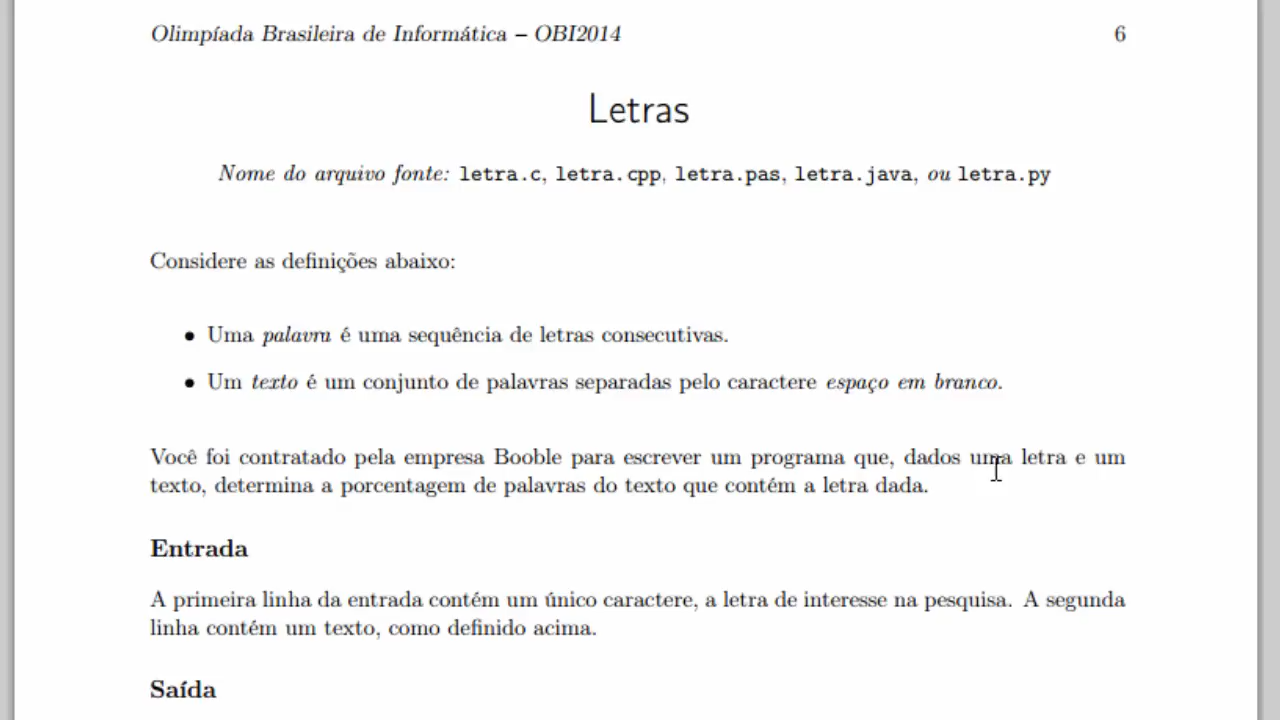 Olimpíada Brasileira de Informática – OBI2014 6
Letras
Nome do arquivo fonte: letra.c, letra.cpp, letra.pas, letra.java, ou letra.py
Considere as definições abaixo:
• Uma palavra é uma sequência de letras consecutivas.
• Um texto é um conjunto de palavras separadas pelo caractere espaço em branco.
Você foi contratado pela empresa Booble para escrever um programa que, dados uma letra e um
texto, determina a porcentagem de palavras do texto que contém a letra dada.
Entrada
A primeira linha da entrada contém um único caractere, a letra de interesse na pesquisa. A segunda
linha contém um texto, como definido acima.
Saída